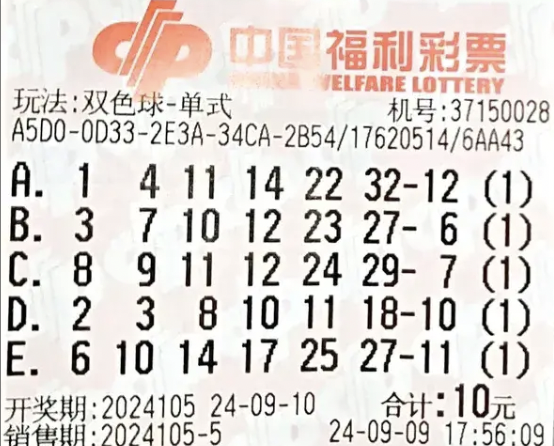 中国福利彩票
WELFARE LOTTERY
玩法:双色球-单式 机号:37150028
A5D0-0D33-2E3A-34CA-2B54/17620514/6AA43
A. 1 4 11 14 22 32-12 (1)
B. 3 7 10 12 23 27- 6 (1)
C. 8 9 11 12 24 29- 7 (1)
D. 2 3 8 10 11 18-10 (1)
E. 6 10 14 17 25 27-11 (1)
开奖期:2024105 24-09-10 合计:10元
销售期:2024105-5 24-09-09 17:56:09